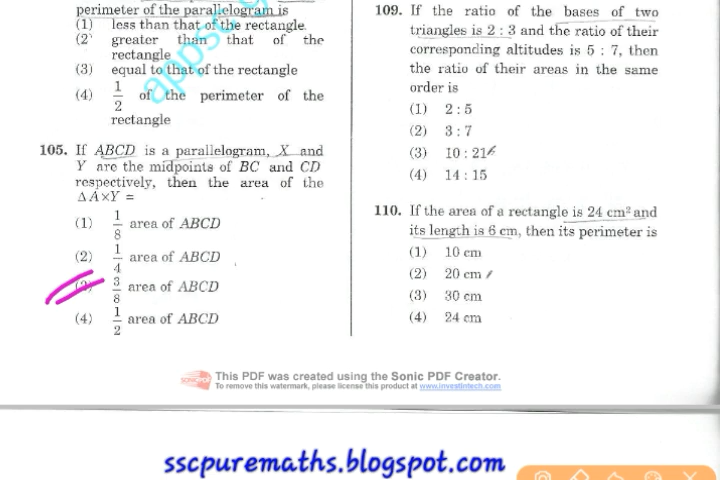 perimeter of the parallelogram is
(1) less than that of the rectangle
(2) greater than that of the
rectangle
(3) equal to that of the rectangle
(4) 1/2 of the perimeter of the
rectangle
105. If ABCD is a parallelogram, X and
Y are the midpoints of BC and CD
respectively, then the area of the
Δ A×Y =
(1) 1/8 area of ABCD
(2) 1/4 area of ABCD
(3) 3/8 area of ABCD
(4) 1/2 area of ABCD
109. If the ratio of the bases of two
triangles is 2 : 3 and the ratio of their
corresponding altitudes is 5 : 7, then
the ratio of their areas in the same
order is
(1) 2 : 5
(2) 3 : 7
(3) 10 : 21
(4) 14 : 15
110. If the area of a rectangle is 24 cm² and
its length is 6 cm, then its perimeter is
(1) 10 cm
(2) 20 cm
(3) 30 cm
(4) 24 cm
This PDF was created using the Sonic PDF Creator.
To remove this watermark, please license this product at www.investintech.com
sscpuremaths.blogspot.com